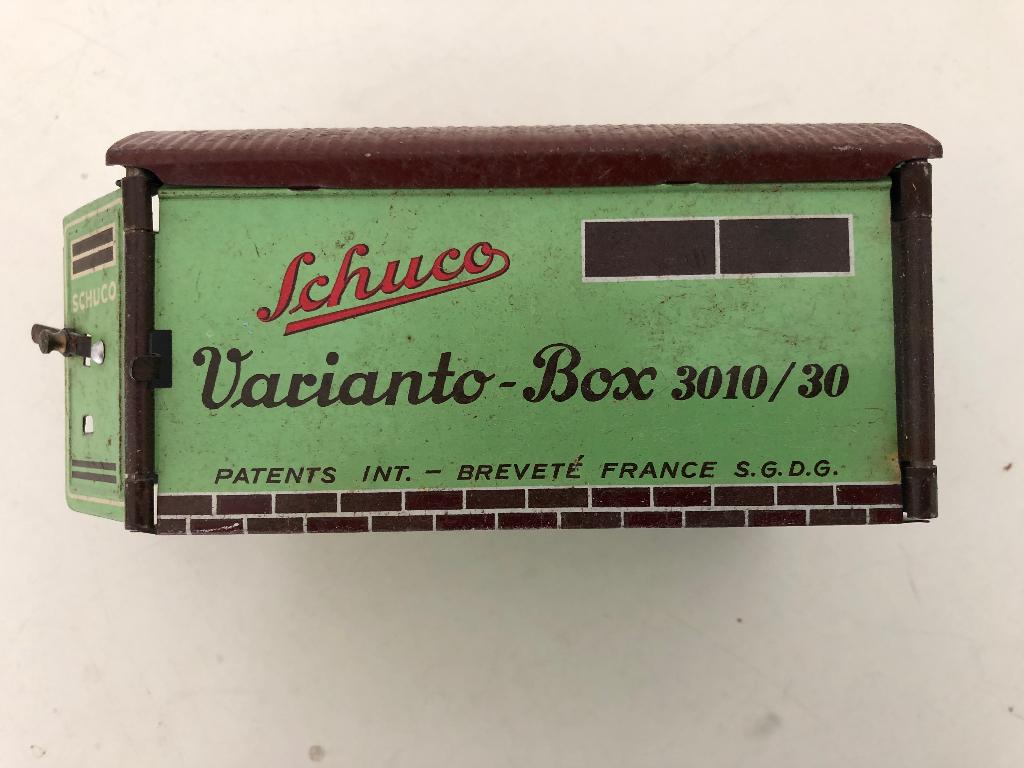 SCHUCO
Schuco
Varianto-Box 3010/30
PATENTS INT. – BREVETÉ FRANCE S.G.D.G.